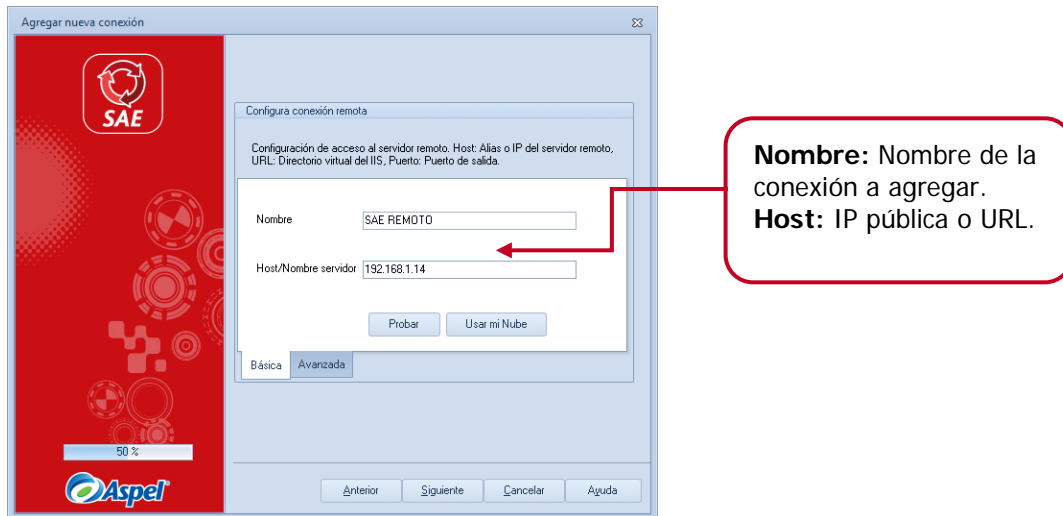 Agregar nueva conexión
SAE
Configura conexión remota
Configuración de acceso al servidor remoto. Host: Alias o IP del servidor remoto,
URL: Directorio virtual del IIS, Puerto: Puerto de salida.
Nombre SAE REMOTO
Host/Nombre servidor 192.168.1.14
Probar Usar mi Nube
Básica Avanzada
50 %
Aspel
Anterior Siguiente Cancelar Ayuda
Nombre: Nombre de la
conexión a agregar.
Host: IP pública o URL.